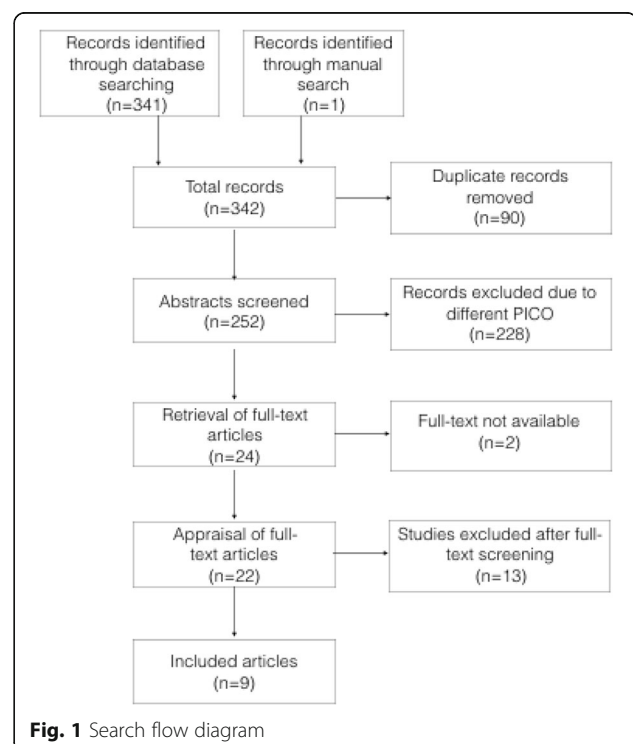 Records identified
through database
searching
(n=341)
Records identified
through manual
search
(n=1)
Total records
(n=342)
Duplicate records
removed
(n=90)
Abstracts screened
(n=252)
Records excluded due to
different PICO
(n=228)
Retrieval of full-text
articles
(n=24)
Full-text not available
(n=2)
Appraisal of full-
text articles
(n=22)
Studies excluded after full-
text screening
(n=13)
Included articles
(n=9)
Fig. 1 Search flow diagram